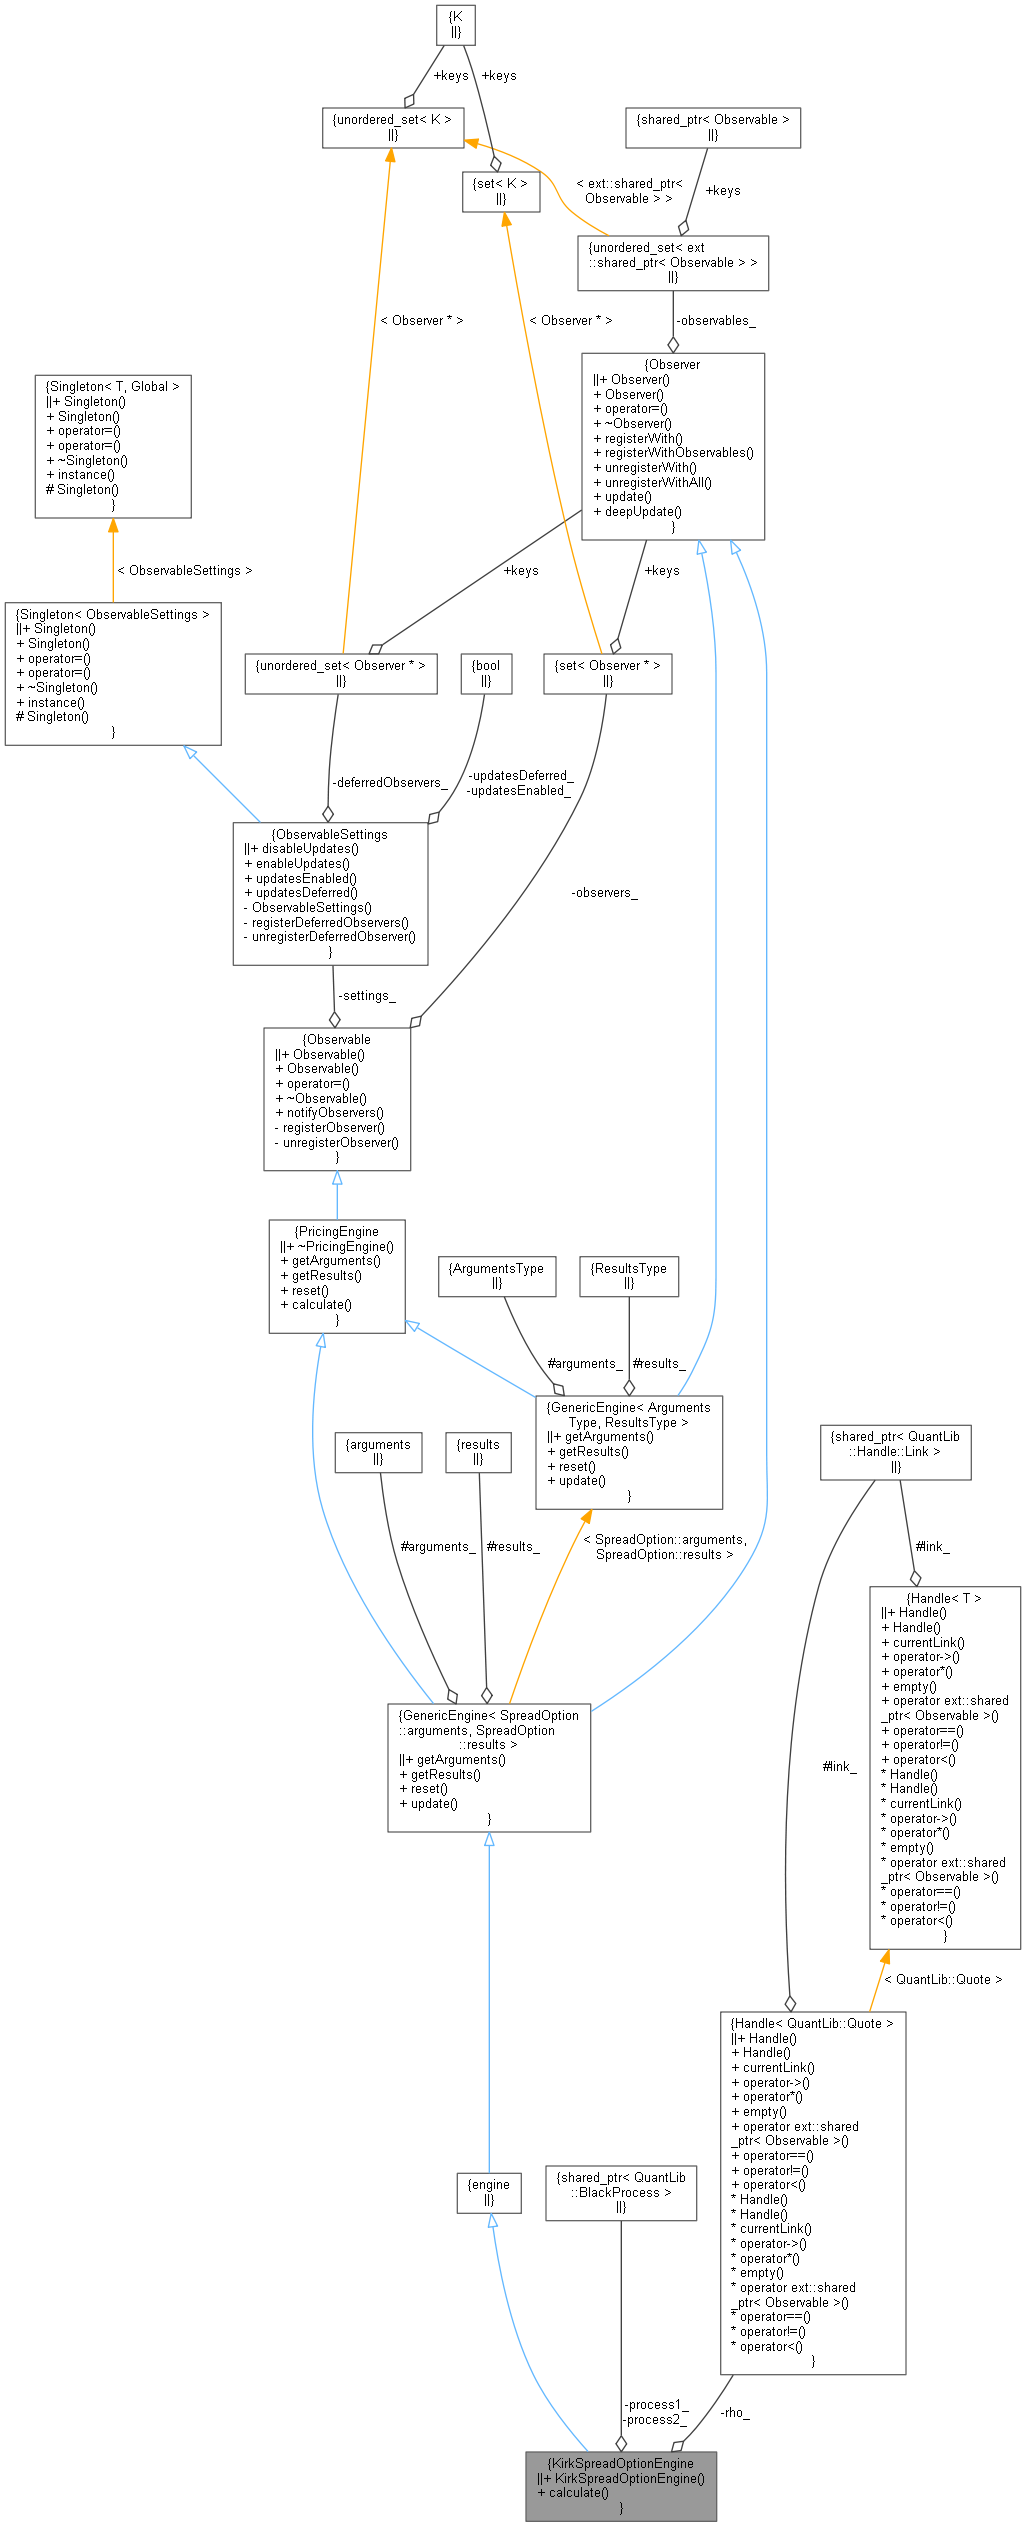 {K
||}
+keys
+keys
{unordered_set< K >
||}
{shared_ptr< Observable >
||}
{set< K >
||}
< ext::shared_ptr<
Observable > >
+keys
{unordered_set< ext
::shared_ptr< Observable > >
||}
< Observer * >
< Observer * >
-observables_
{Observer
||+ Observer()
+ Observer()
+ operator=()
+ ~Observer()
+ registerWith()
+ registerWithObservables()
+ unregisterWith()
+ unregisterWithAll()
+ update()
+ deepUpdate()
}
{Singleton< T, Global >
||+ Singleton()
+ Singleton()
+ operator=()
+ operator=()
+ ~Singleton()
+ instance()
# Singleton()
}
< ObservableSettings >
+keys
+keys
{Singleton< ObservableSettings >
||+ Singleton()
+ Singleton()
+ operator=()
+ operator=()
+ ~Singleton()
+ instance()
# Singleton()
}
{unordered_set< Observer * >
||}
{bool
||}
{set< Observer * >
||}
-deferredObservers_
-updatesDeferred_
-updatesEnabled_
{ObservableSettings
||+ disableUpdates()
+ enableUpdates()
+ updatesEnabled()
+ updatesDeferred()
- ObservableSettings()
- registerDeferredObservers()
- unregisterDeferredObserver()
}
-observers_
-settings_
{Observable
||+ Observable()
+ Observable()
+ operator=()
+ ~Observable()
+ notifyObservers()
- registerObserver()
- unregisterObserver()
}
{PricingEngine
||+ ~PricingEngine()
+ getArguments()
+ getResults()
+ reset()
+ calculate()
}
{ArgumentsType
||}
{ResultsType
||}
#arguments_
#results_
{GenericEngine< Arguments
Type, ResultsType >
||+ getArguments()
+ getResults()
+ reset()
+ update()
}
{arguments
||}
{results
||}
{shared_ptr< QuantLib
::Handle::Link >
||}
#arguments_
#results_
< SpreadOption::arguments,
SpreadOption::results >
#link_
{Handle< T >
||+ Handle()
+ Handle()
+ currentLink()
+ operator->()
+ operator*()
+ empty()
+ operator ext::shared
_ptr< Observable >()
+ operator==()
+ operator!=()
+ operator<()
* Handle()
* Handle()
* currentLink()
* operator->()
* operator*()
* empty()
* operator ext::shared
_ptr< Observable >()
* operator==()
* operator!=()
* operator<()
}
{GenericEngine< SpreadOption
::arguments, SpreadOption
::results >
||+ getArguments()
+ getResults()
+ reset()
+ update()
}
#link_
< QuantLib::Quote >
{Handle< QuantLib::Quote >
||+ Handle()
+ Handle()
+ currentLink()
+ operator->()
+ operator*()
+ empty()
+ operator ext::shared
_ptr< Observable >()
+ operator==()
+ operator!=()
+ operator<()
* Handle()
* Handle()
* currentLink()
* operator->()
* operator*()
* empty()
* operator ext::shared
_ptr< Observable >()
* operator==()
* operator!=()
* operator<()
}
{engine
||}
{shared_ptr< QuantLib
::BlackProcess >
||}
-process1_
-process2_
-rho_
{KirkSpreadOptionEngine
||+ KirkSpreadOptionEngine()
+ calculate()
}